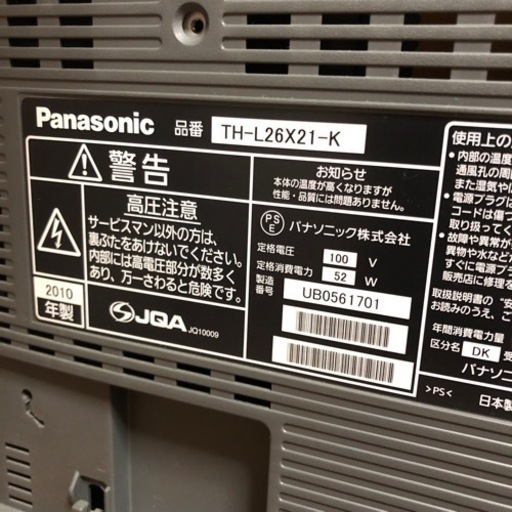 Panasonic 品番 TH-L26X21-K
警告
高圧注意
サービスマン以外の方は、
裏ぶたをあけないでください。
内部には高電圧部分が数多く
あり、万一さわると危険です。
2010
年製
JQA JQ10009
お知らせ
本体の温度が高くなりますが
性能・品質には問題ありません。
PSE パナソニック株式会社
定格電圧 100 V
定格消費電力 52 W
製造番号 UB0561701
使用上の
・内部の温度
通風孔の周
また湿気や
・電源プラグは
コードは傷つ
取り扱ってく
・故障や異常が
異物や水など
すぐに電源プラ
販売店に修理
取扱説明書の"安
お読みのうえ、
年間消費電力量
区分名 DK 受
パナソニ
>PS<
日本製